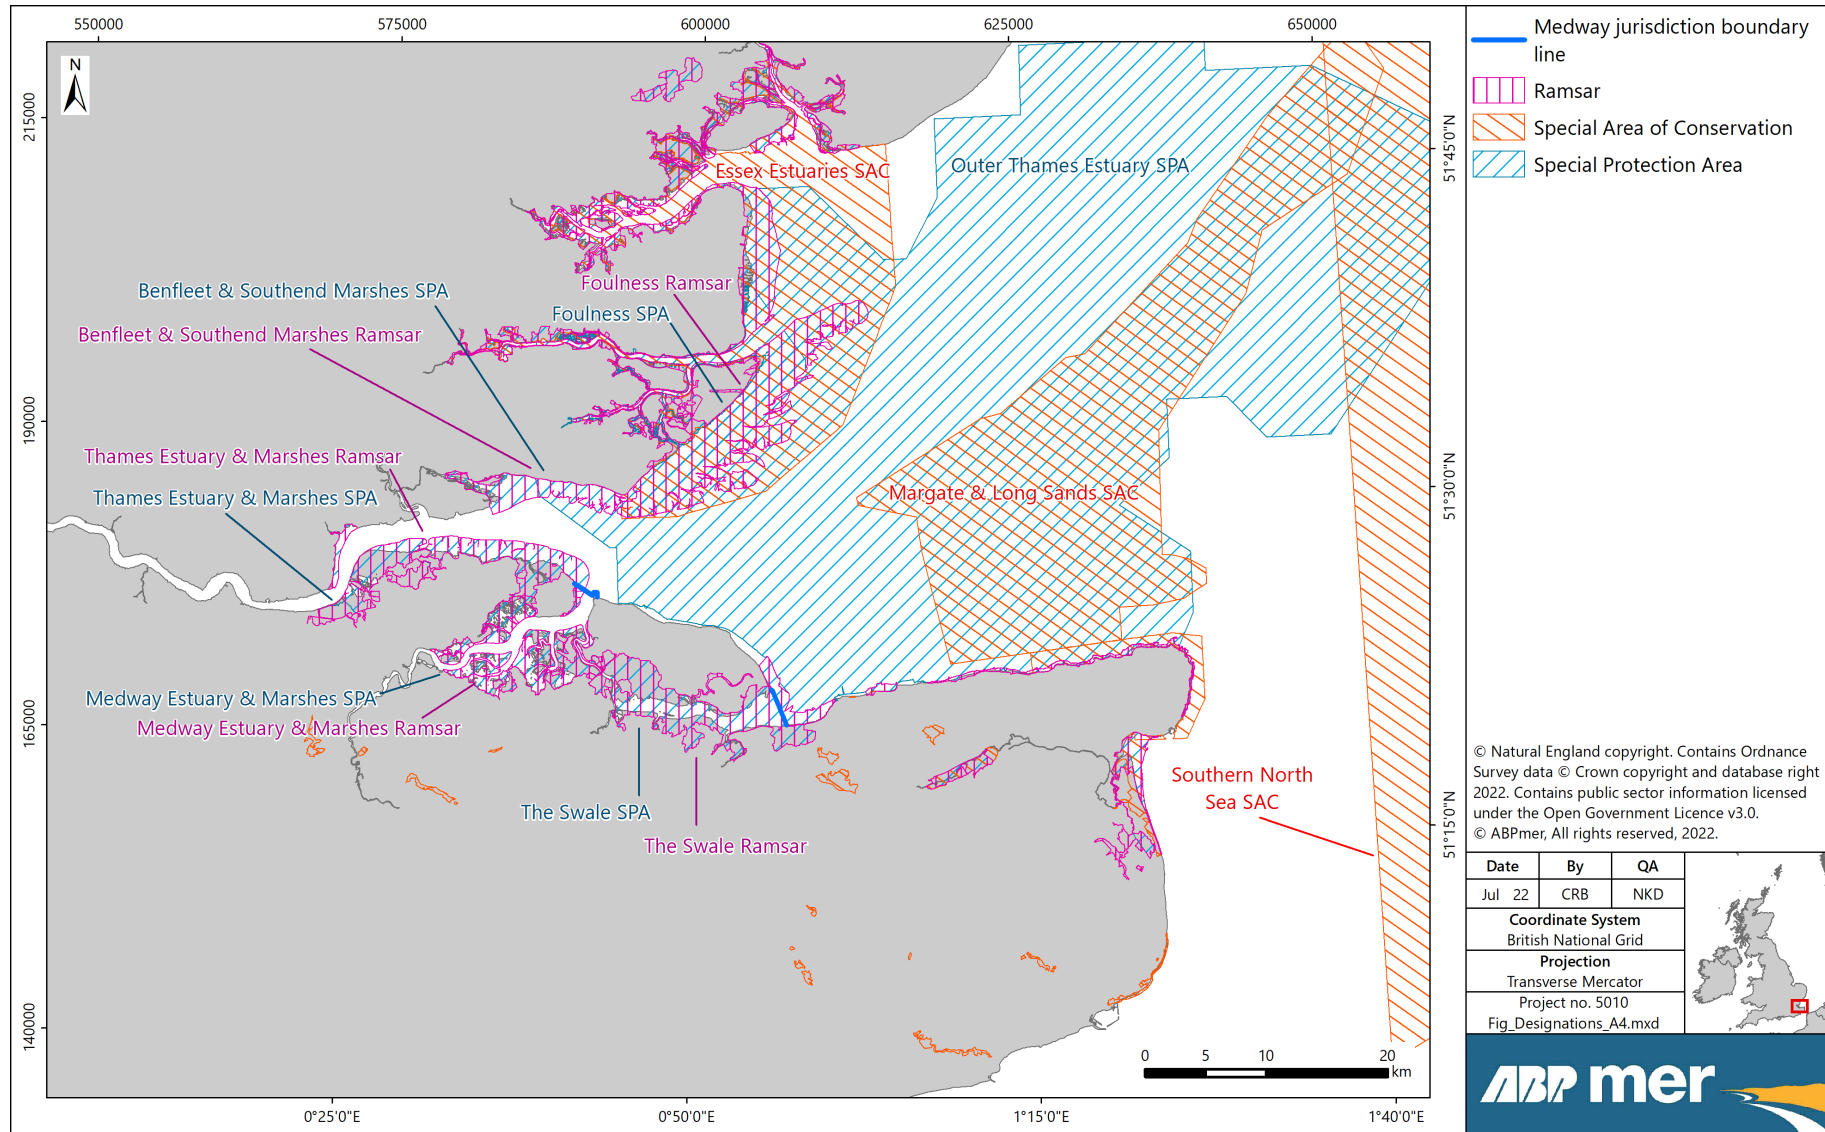 550000
575000
600000
625000
650000
N
215000
190000
165000
140000
51°45'0"N
51°30'0"N
51°15'0"N
Essex Estuaries SAC
Outer Thames Estuary SPA
Benfleet & Southend Marshes SPA
Foulness Ramsar
Foulness SPA
Benfleet & Southend Marshes Ramsar
Thames Estuary & Marshes Ramsar
Thames Estuary & Marshes SPA
Margate & Long Sands SAC
Medway Estuary & Marshes SPA
Medway Estuary & Marshes Ramsar
Southern North
Sea SAC
The Swale SPA
The Swale Ramsar
0 5 10 20
km
0°25'0"E
0°50'0"E
1°15'0"E
1°40'0"E
Medway jurisdiction boundary
line
Ramsar
Special Area of Conservation
Special Protection Area
© Natural England copyright. Contains Ordnance
Survey data © Crown copyright and database right
2022. Contains public sector information licensed
under the Open Government Licence v3.0.
© ABPmer, All rights reserved, 2022.
Date By QA
Jul 22 CRB NKD
Coordinate System
British National Grid
Projection
Transverse Mercator
Project no. 5010
Fig_Designations_A4.mxd
ABPmer